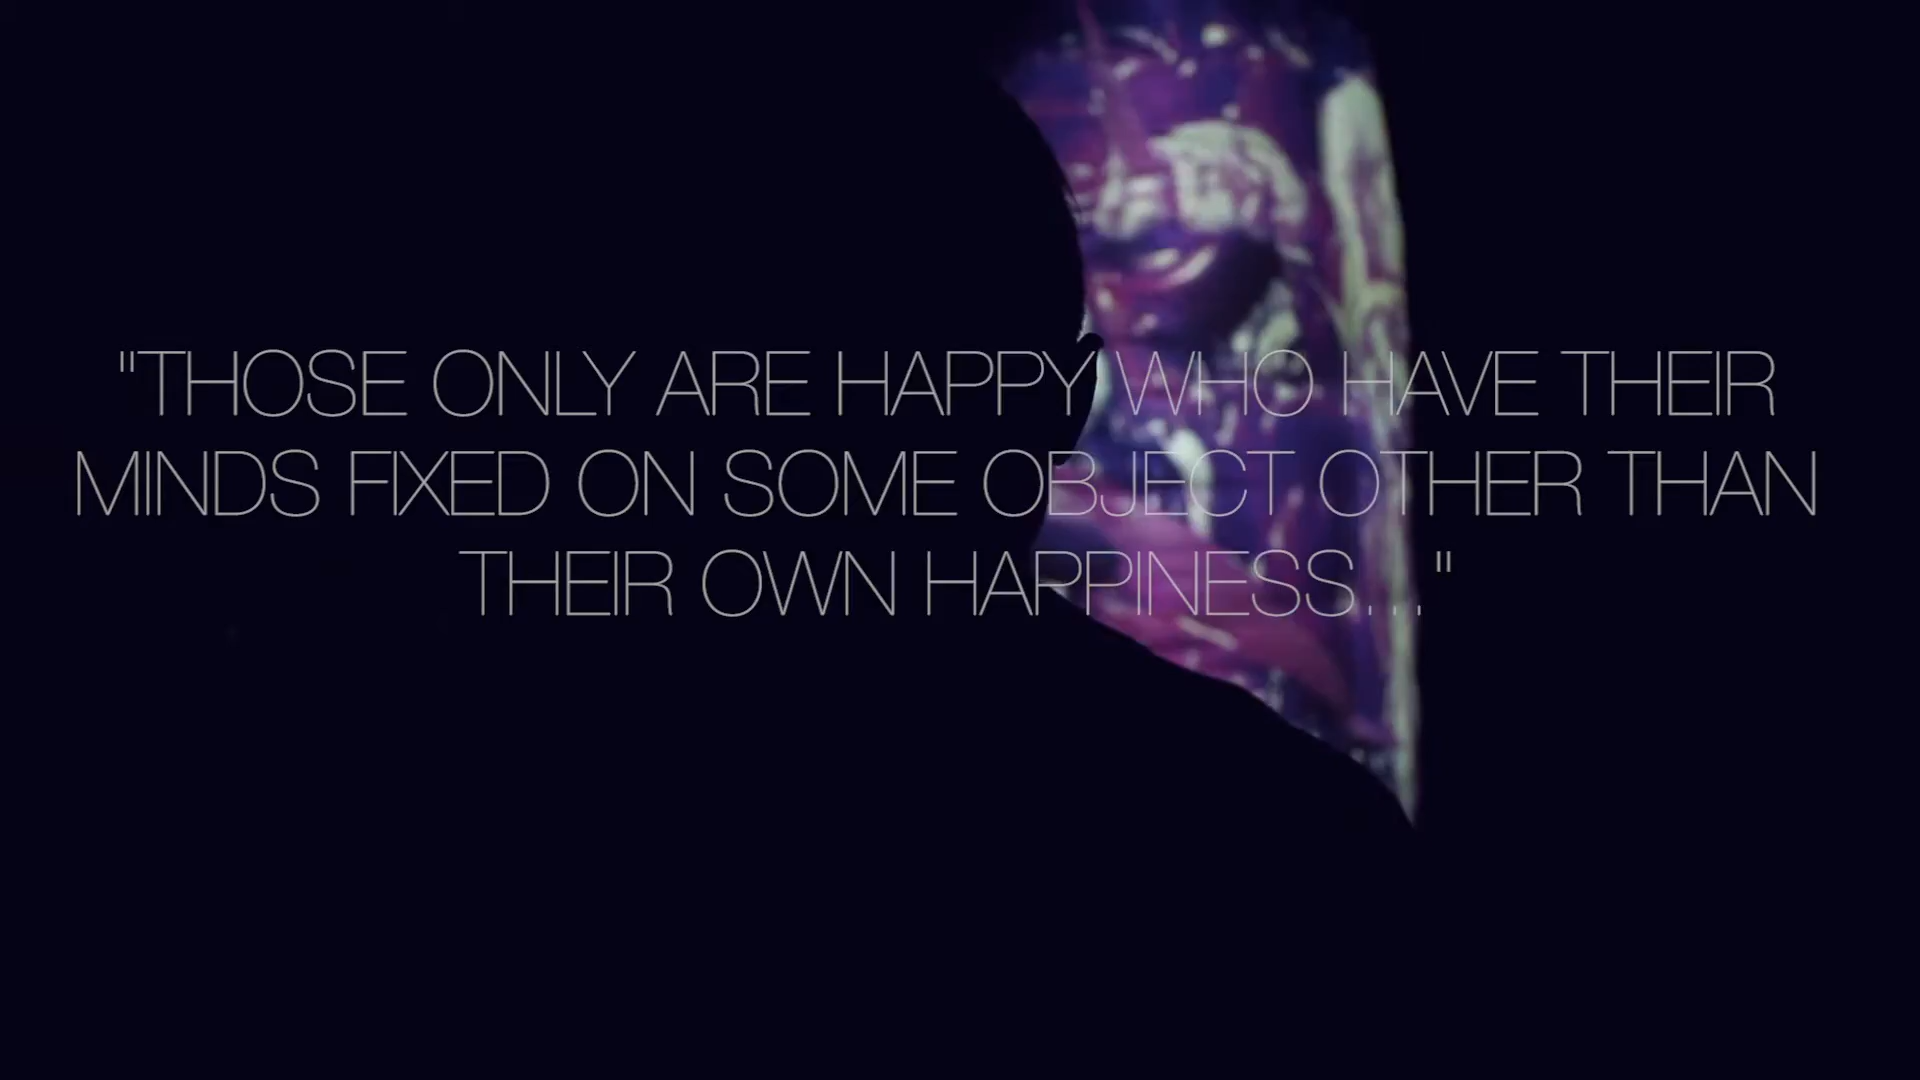 "THOSE ONLY ARE HAPPY WHO HAVE THEIR
MINDS FIXED ON SOME OBJECT OTHER THAN
THEIR OWN HAPPINESS..."